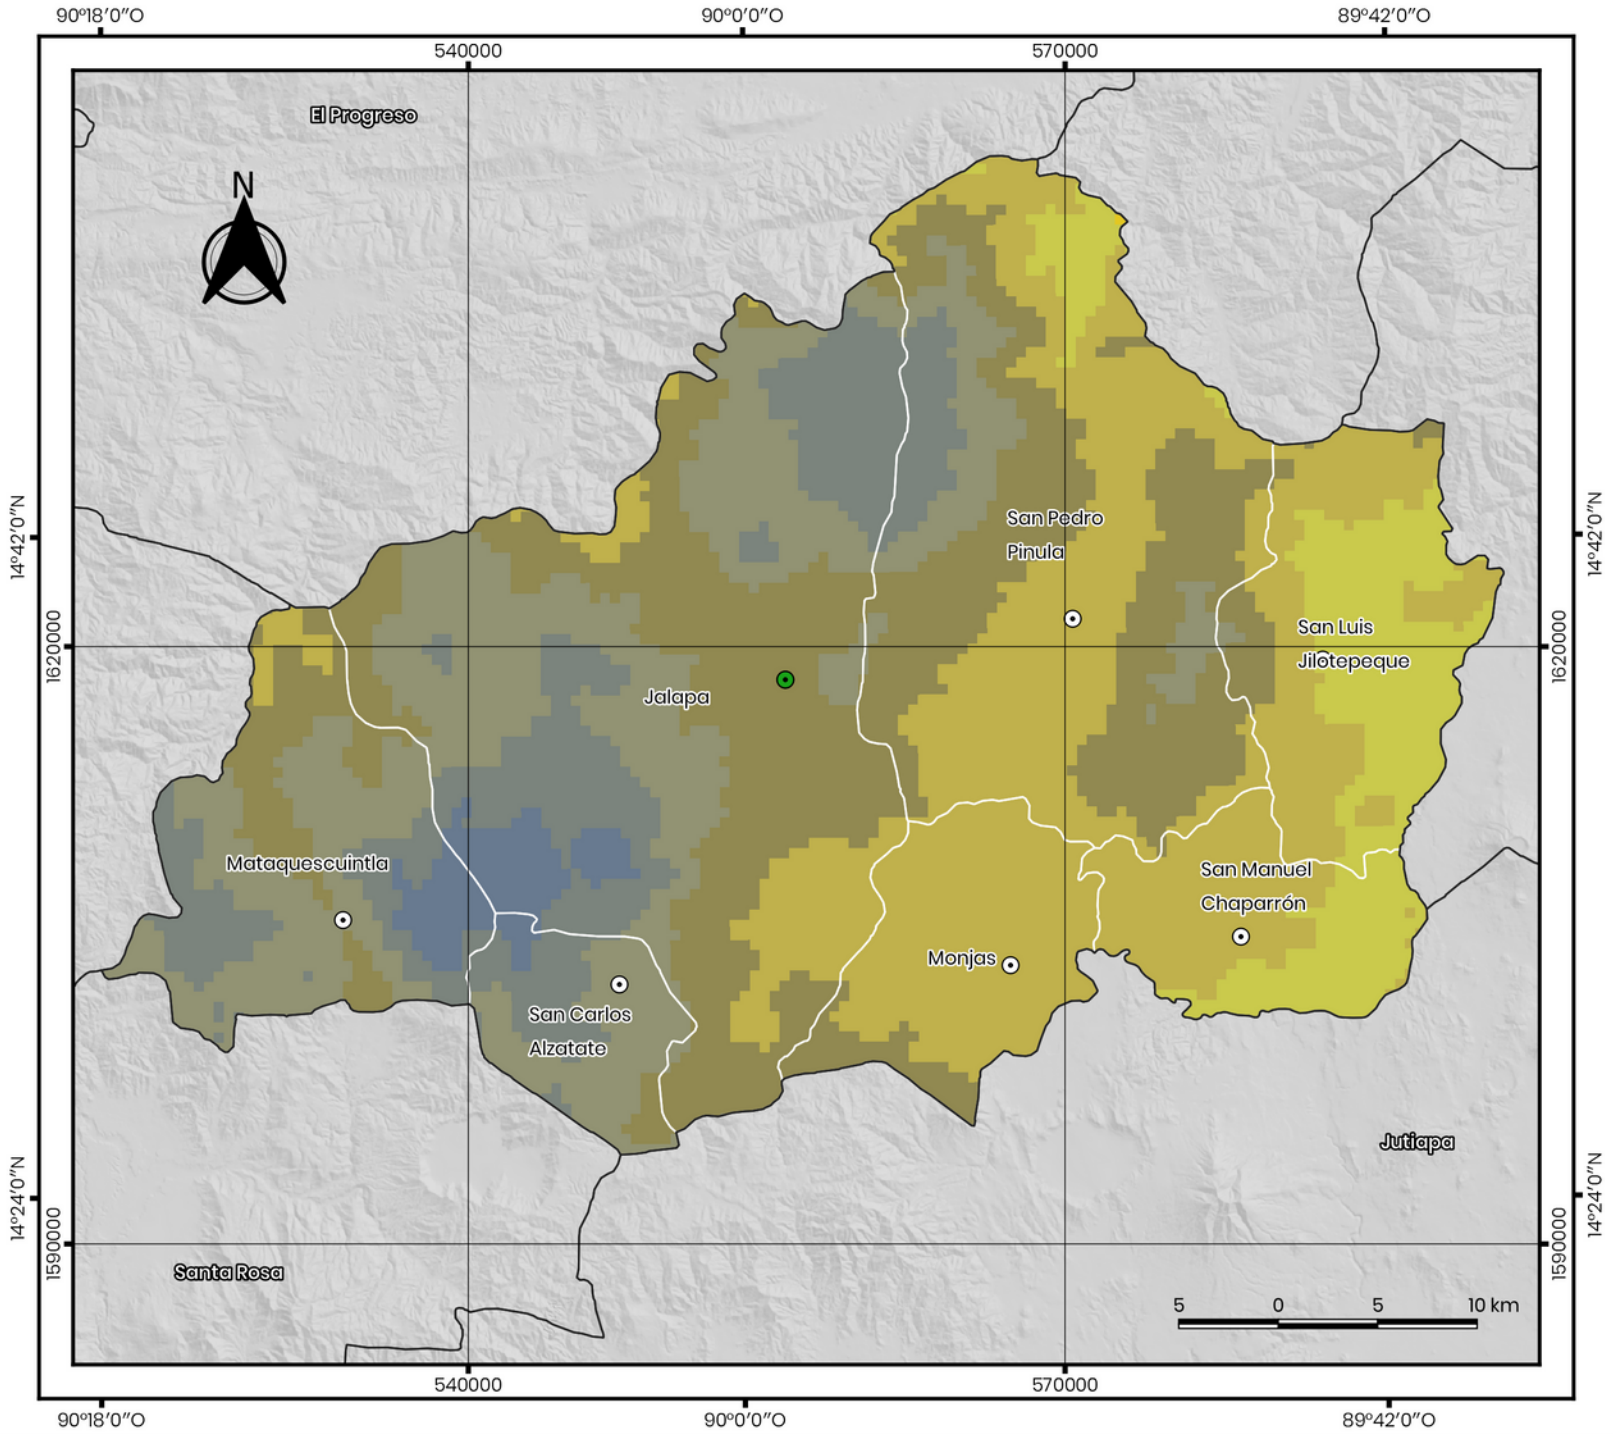 90°18'0"O 90°0'0"O 89°42'0"O
540000 570000
El Progreso
N
14°42'0"N
14°42'0"N
San Pedro
Pinula
1620000
1620000
San Luis
Jilotepeque
Jalapa
Mataquescuintla
San Manuel
Chaparrón
Monjas
San Carlos
Alzatate
Jutiapa
14°24'0"N
14°24'0"N
1590000
1590000
Santa Rosa
5 0 5 10 km
540000 570000
90°18'0"O 90°0'0"O 89°42'0"O